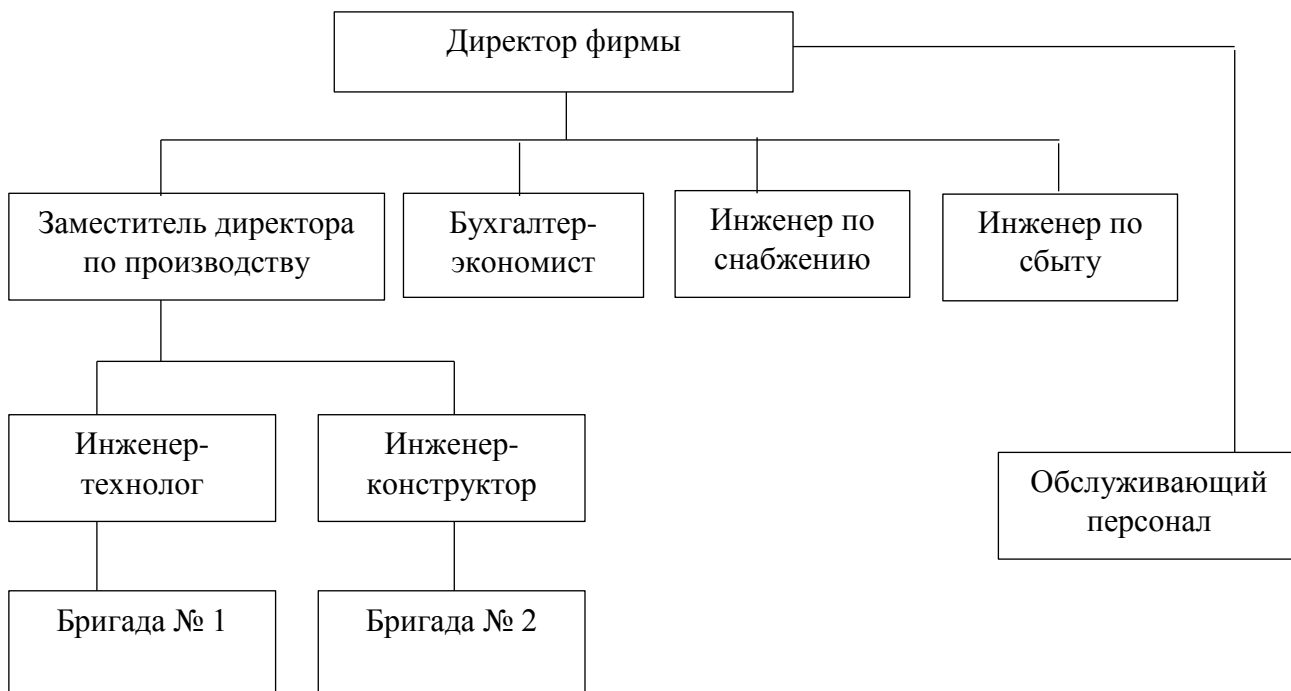 Директор фирмы
Заместитель директора
по производству
Бухгалтер-
экономист
Инженер по
снабжению
Инженер по
сбыту
Инженер-
технолог
Инженер-
конструктор
Обслуживающий
персонал
Бригада № 1
Бригада № 2